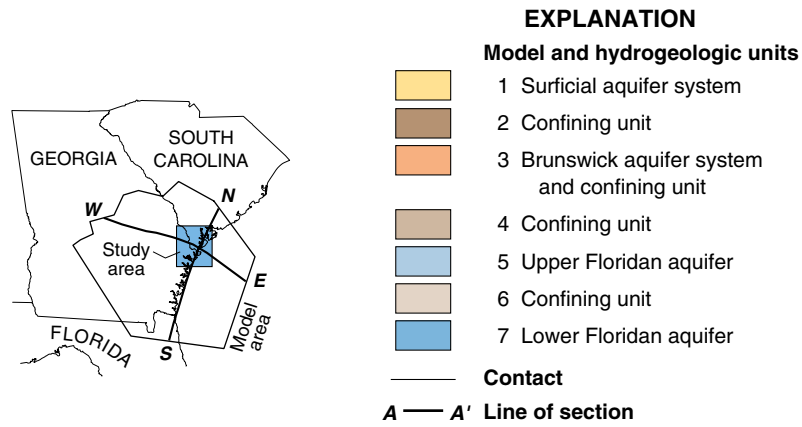 EXPLANATION
Model and hydrogeologic units
1 Surficial aquifer system
2 Confining unit
3 Brunswick aquifer system
and confining unit
4 Confining unit
5 Upper Floridan aquifer
6 Confining unit
7 Lower Floridan aquifer
Contact
A A' Line of section
SOUTH
CAROLINA
GEORGIA
N
W
Study
area
E
Model
area
FLORIDA
S